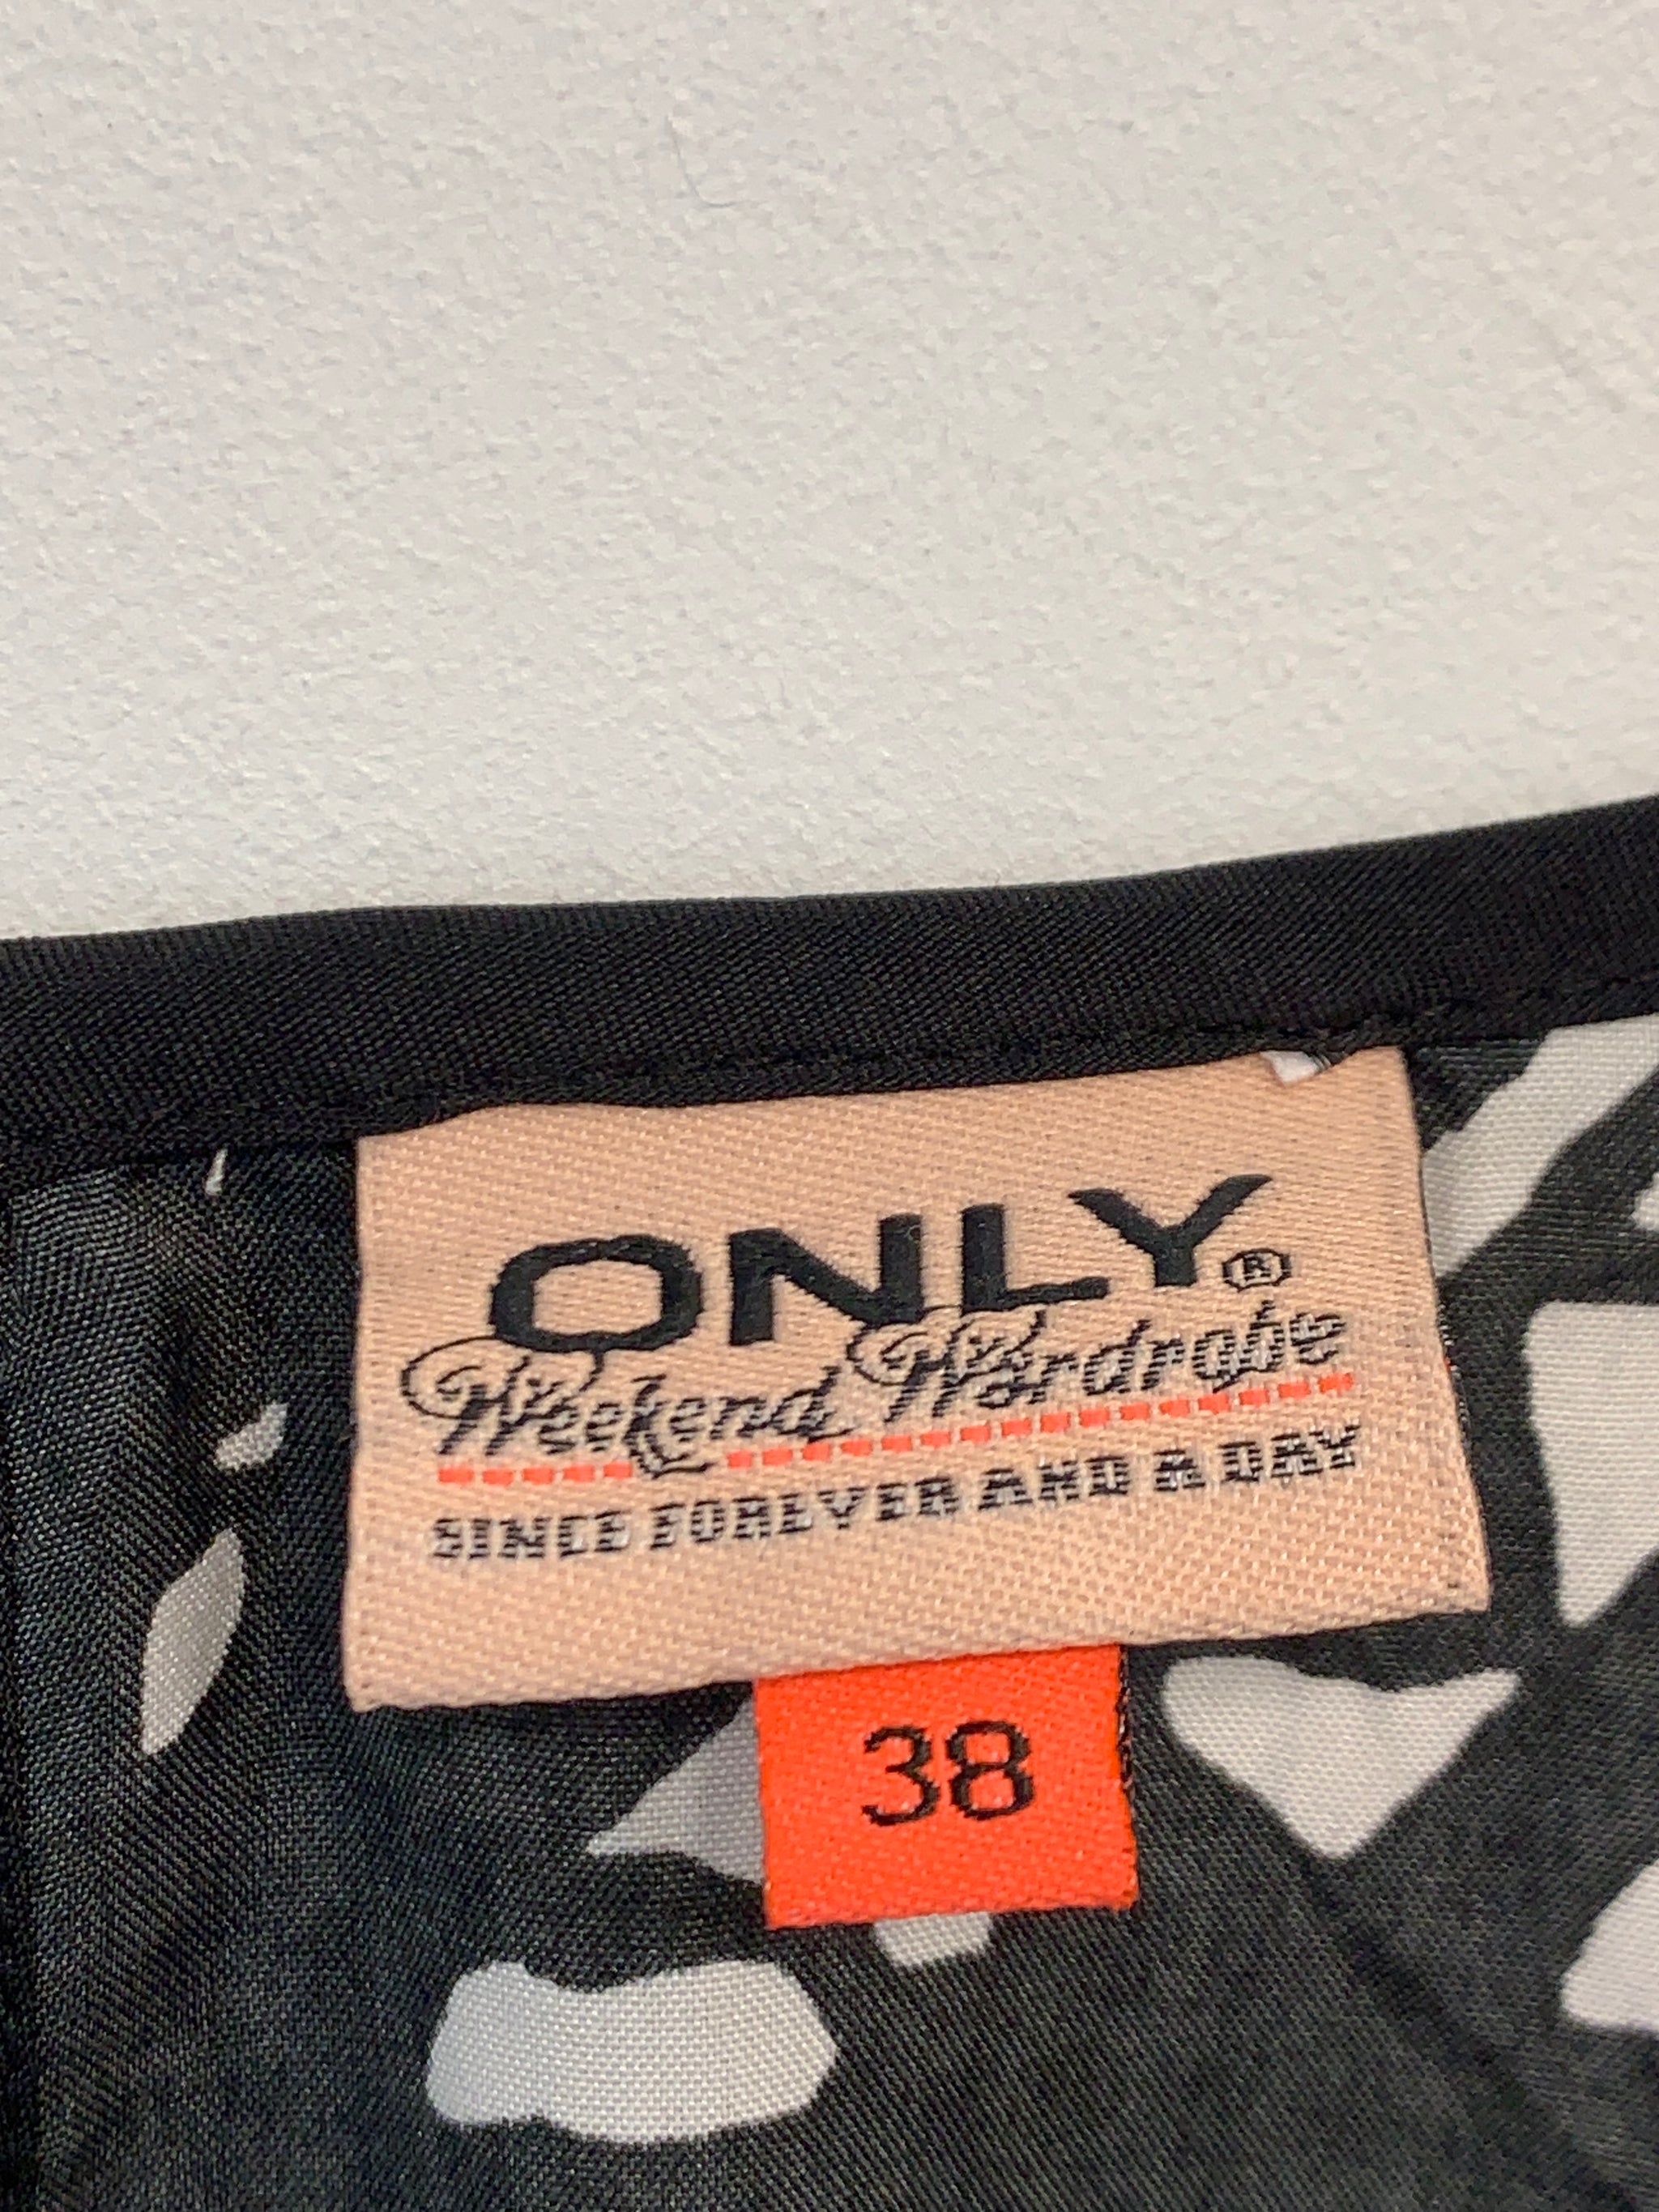 ONLY®
Weekend Wardrobe
SINCE FOREVER AND A DAY
38